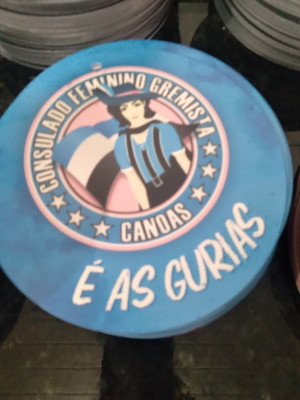 CONSULADO FEMININO GREMISTA
CANOAS
É AS GURIAS